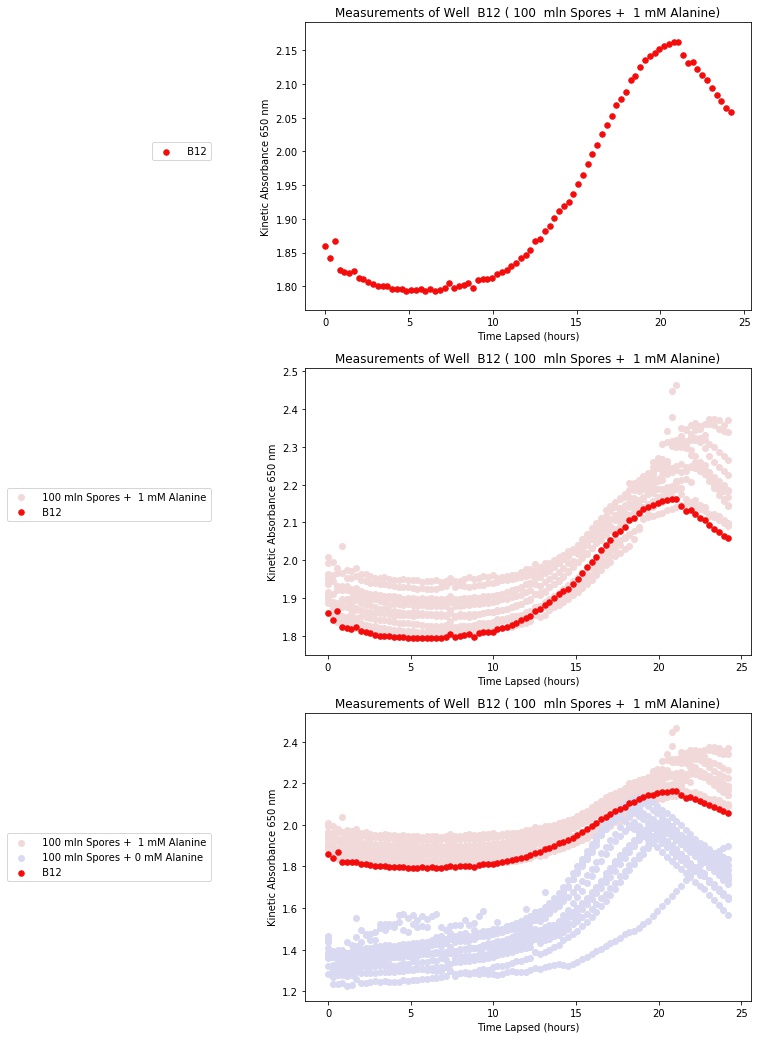 Measurements of Well  B12 ( 100  mln Spores +  1 mM Alanine)
B12
Kinetic Absorbance 650 nm
2.15
2.10
2.05
2.00
1.95
1.90
1.85
1.80
0 5 10 15 20 25
Time Lapsed (hours)
Measurements of Well  B12 ( 100  mln Spores +  1 mM Alanine)
100 mln Spores +  1 mM Alanine
B12
Kinetic Absorbance 650 nm
2.5
2.4
2.3
2.2
2.1
2.0
1.9
1.8
0 5 10 15 20 25
Time Lapsed (hours)
Measurements of Well  B12 ( 100  mln Spores +  1 mM Alanine)
100 mln Spores +  1 mM Alanine
100 mln Spores + 0 mM Alanine
B12
Kinetic Absorbance 650 nm
2.4
2.2
2.0
1.8
1.6
1.4
1.2
0 5 10 15 20 25
Time Lapsed (hours)